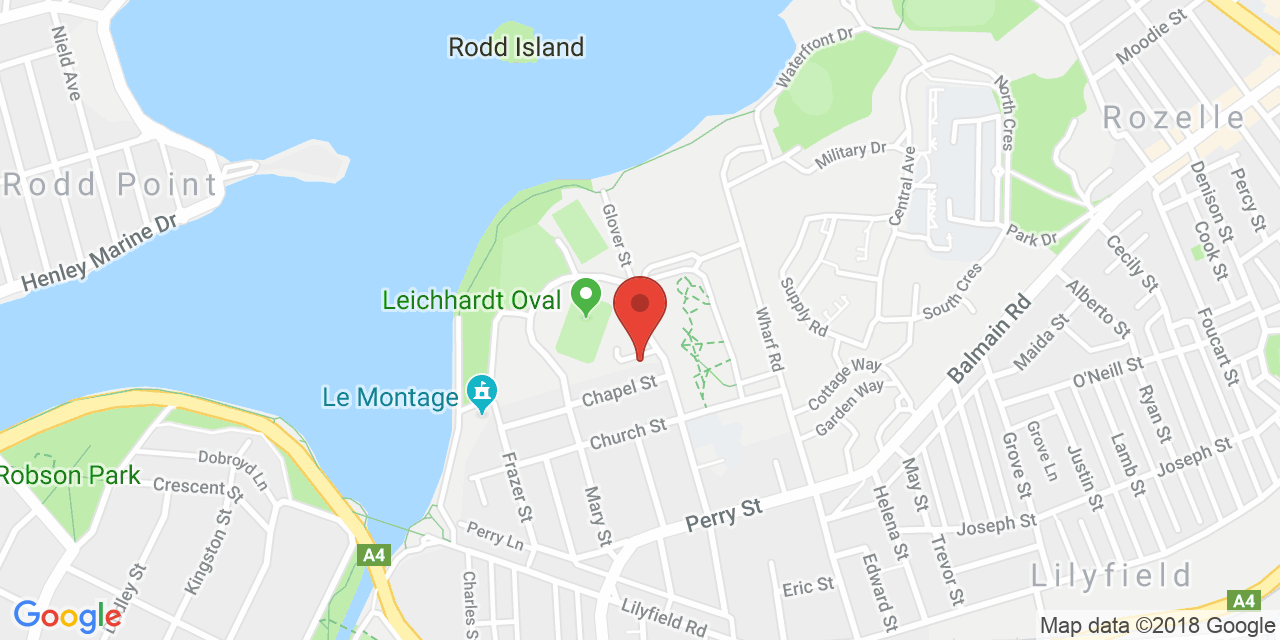 Nield Ave
Rodd Island
Waterfront Dr
Moodie St
Rozelle
North Cres
Military Dr
Central Ave
Rodd Point
Henley Marine Dr
Glover St
Denison St
Percy St
Cook St
Park Dr
Cecily St
Leichhardt Oval
Supply Rd
South Cres
Wharf Rd
Balmain Rd
Alberto St
Maida St
Foucart St
O'Neill St
Le Montage
Chapel St
Cottage Way
Garden Way
Church St
Ryan St
Robson Park
Dobroyd Ln
Crescent St
Kingston St
Frazer St
Mary St
Grove St
Grove Ln
Justin St
Lamb St
Joseph St
Perry St
Perry Ln
May St
Helena St
Joseph St
Trevor St
A4
Charles S
Eric St
Edward St
Lilyfield
Lilyfield Rd
A4
Google
dley St
Map data ©2018 Google